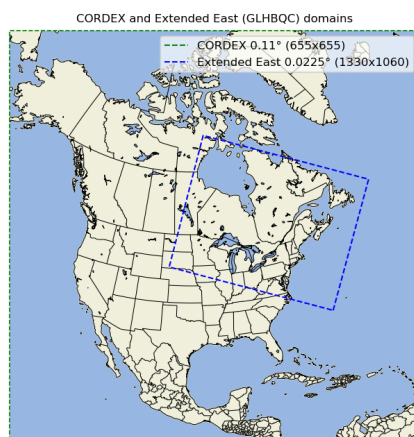 CORDEX and Extended East (GLHBQC) domains
CORDEX 0.11° (655x655)
Extended East 0.0225° (1330x1060)